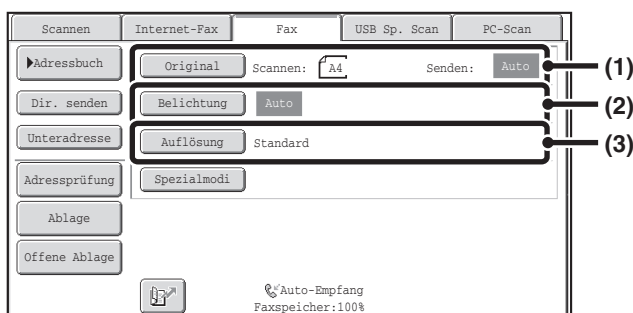 Scannen Internet-Fax Fax USB Sp. Scan PC-Scan
Adressbuch Original Scannen: A4 Senden: Auto (1)
Dir. senden Belichtung Auto (2)
Unteradresse Auflösung Standard (3)
Adressprüfung Spezialmodi
Ablage
Offene Ablage
Auto-Empfang
Faxspeicher:100%